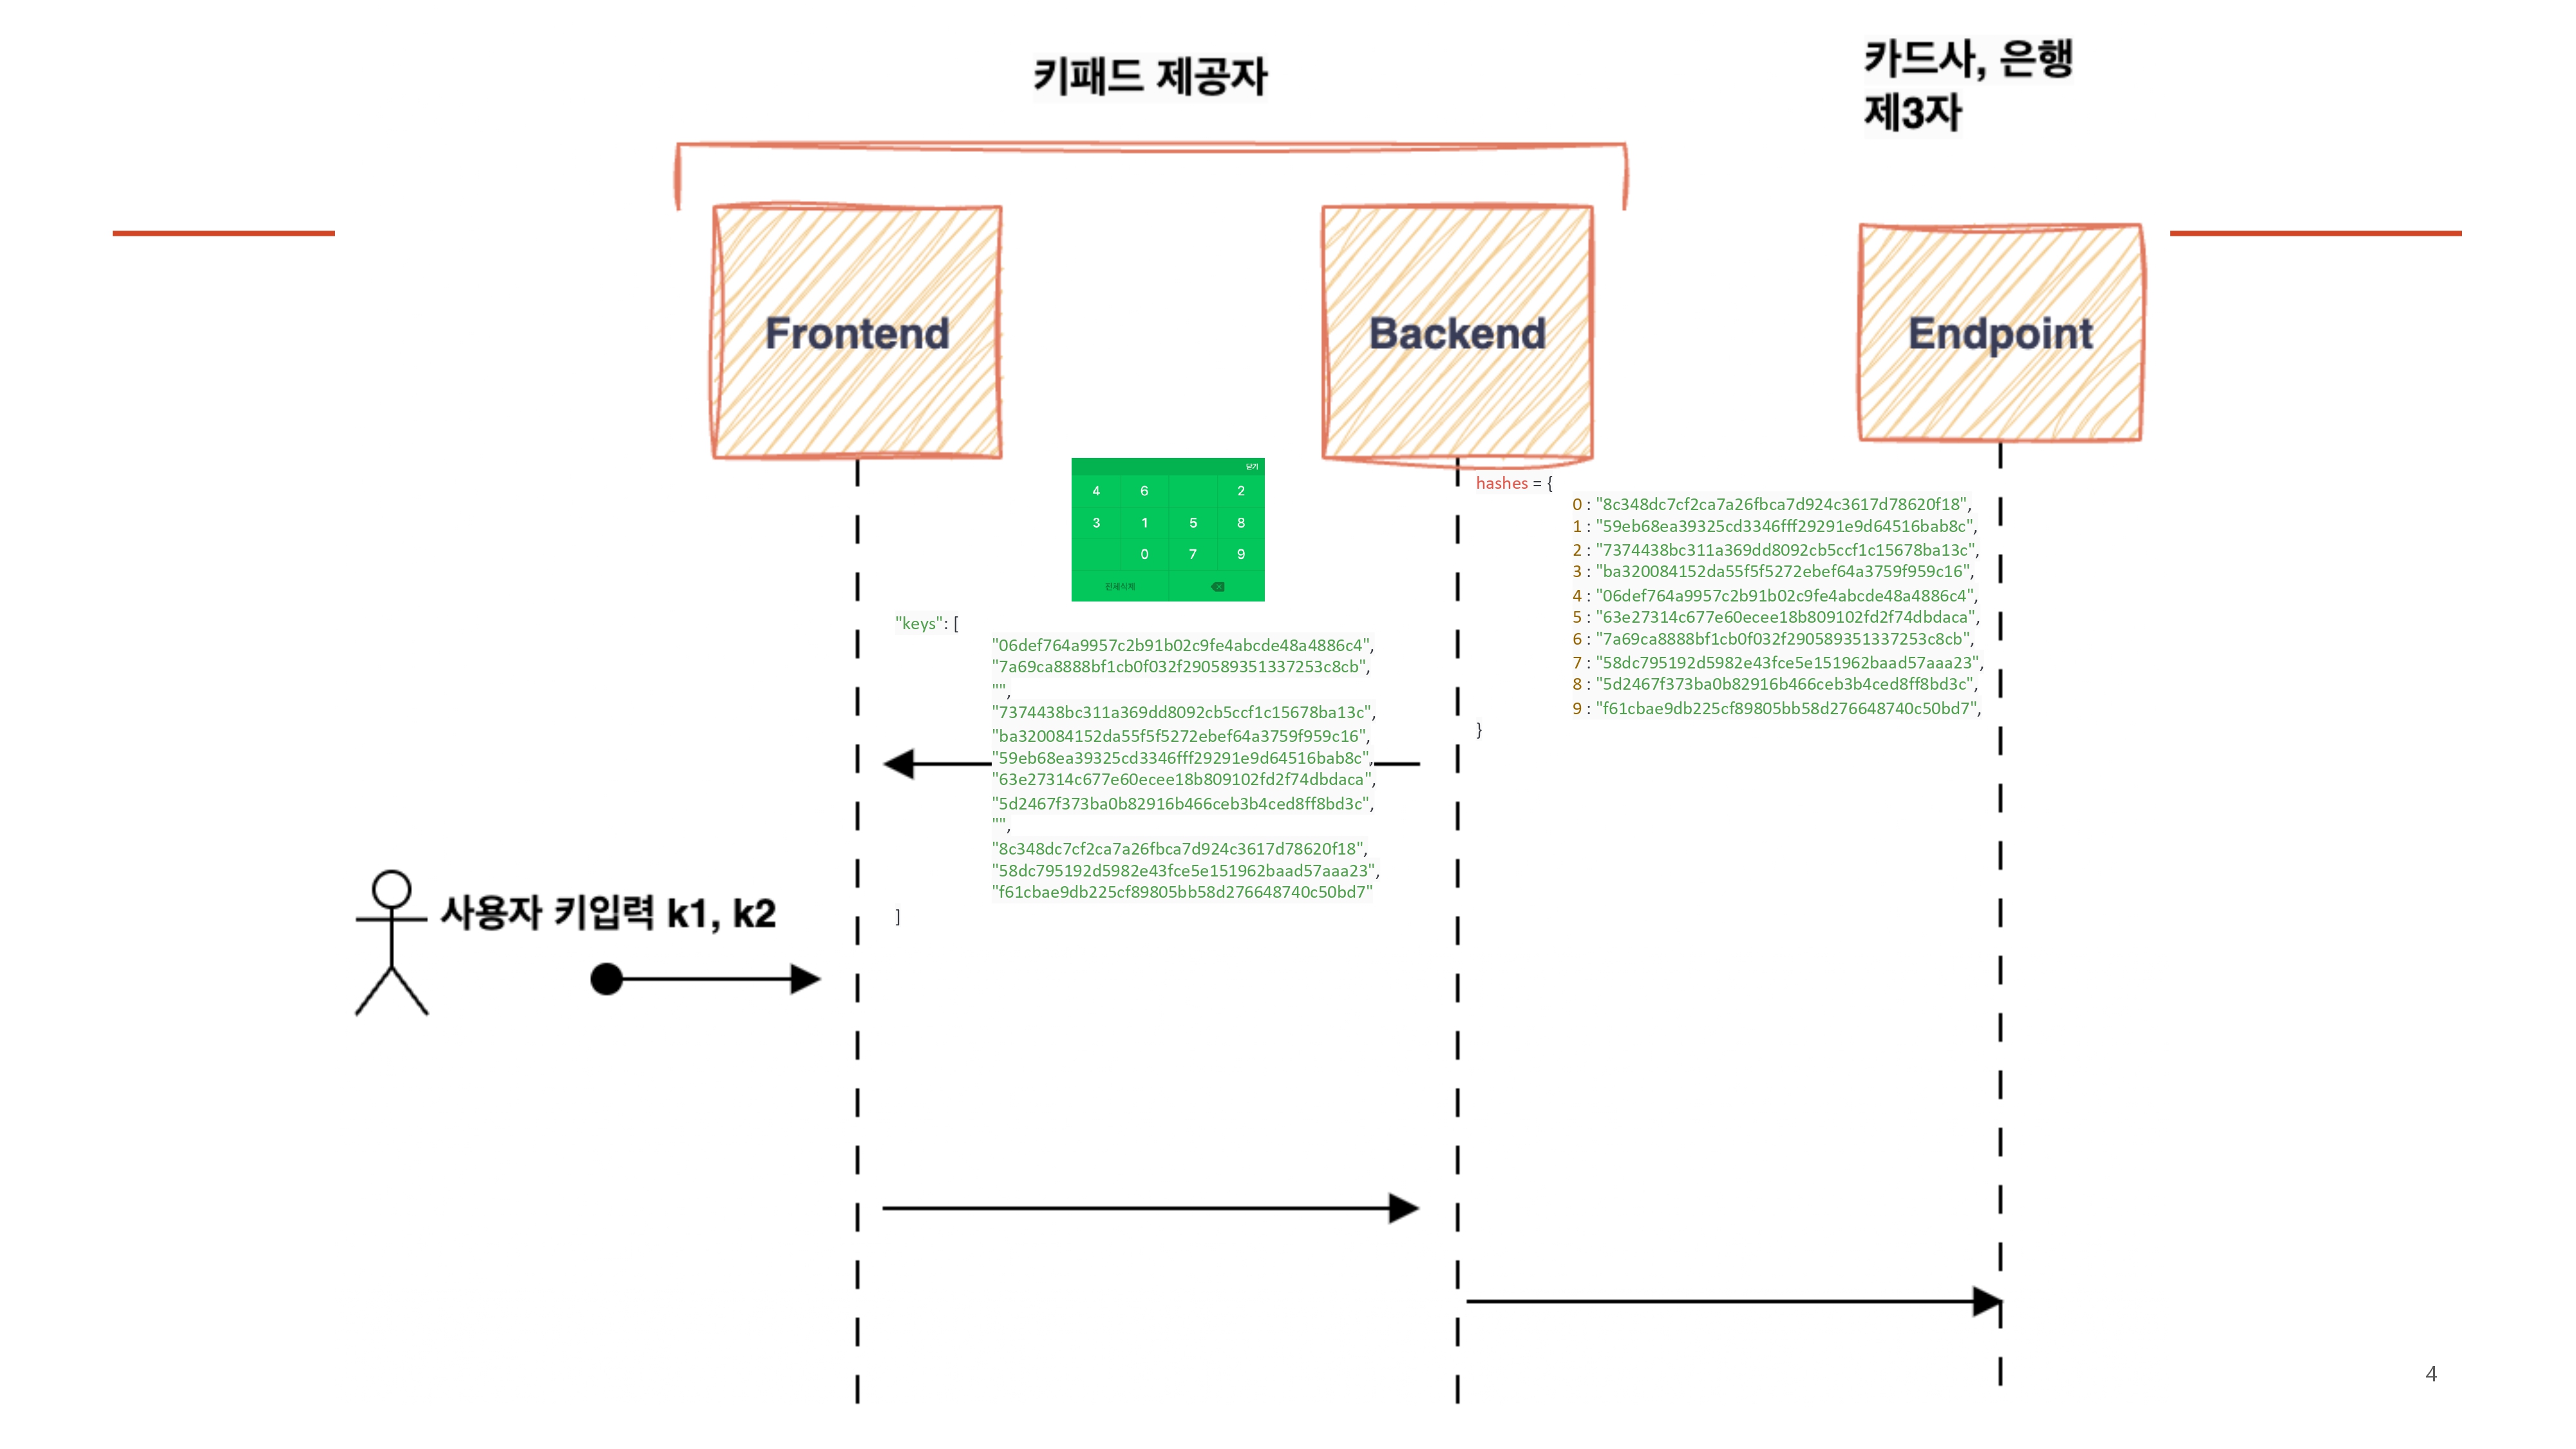 키패드 제공자
카드사, 은행
제3자
Frontend
Backend
Endpoint
닫기
4 6 2
3 1 5 8
0 7 9
전체삭제
hashes = {
0 : "8c348dc7cf2ca7a26fbca7d924c3617d78620f18",
1 : "59eb68ea39325cd3346fff29291e9d64516bab8c",
2 : "7374438bc311a369dd8092cb5ccf1c15678ba13c",
3 : "ba320084152da55f5f5272ebef64a3759f959c16",
4 : "06def764a9957c2b91b02c9fe4abcde48a4886c4",
5 : "63e27314c677e60ecee18b809102fd2f74dbdaca",
6 : "7a69ca8888bf1cb0f032f290589351337253c8cb",
7 : "58dc795192d5982e43fce5e151962baad57aaa23",
8 : "5d2467f373ba0b82916b466ceb3b4ced8ff8bd3c",
9 : "f61cbae9db225cf89805bb58d276648740c50bd7",
}
"keys": [
"06def764a9957c2b91b02c9fe4abcde48a4886c4",
"7a69ca8888bf1cb0f032f290589351337253c8cb",
"",
"7374438bc311a369dd8092cb5ccf1c15678ba13c",
"ba320084152da55f5f5272ebef64a3759f959c16",
"59eb68ea39325cd3346fff29291e9d64516bab8c",
"63e27314c677e60ecee18b809102fd2f74dbdaca",
"5d2467f373ba0b82916b466ceb3b4ced8ff8bd3c",
"",
"8c348dc7cf2ca7a26fbca7d924c3617d78620f18",
"58dc795192d5982e43fce5e151962baad57aaa23",
"f61cbae9db225cf89805bb58d276648740c50bd7"
]
사용자 키입력 k1, k2
4